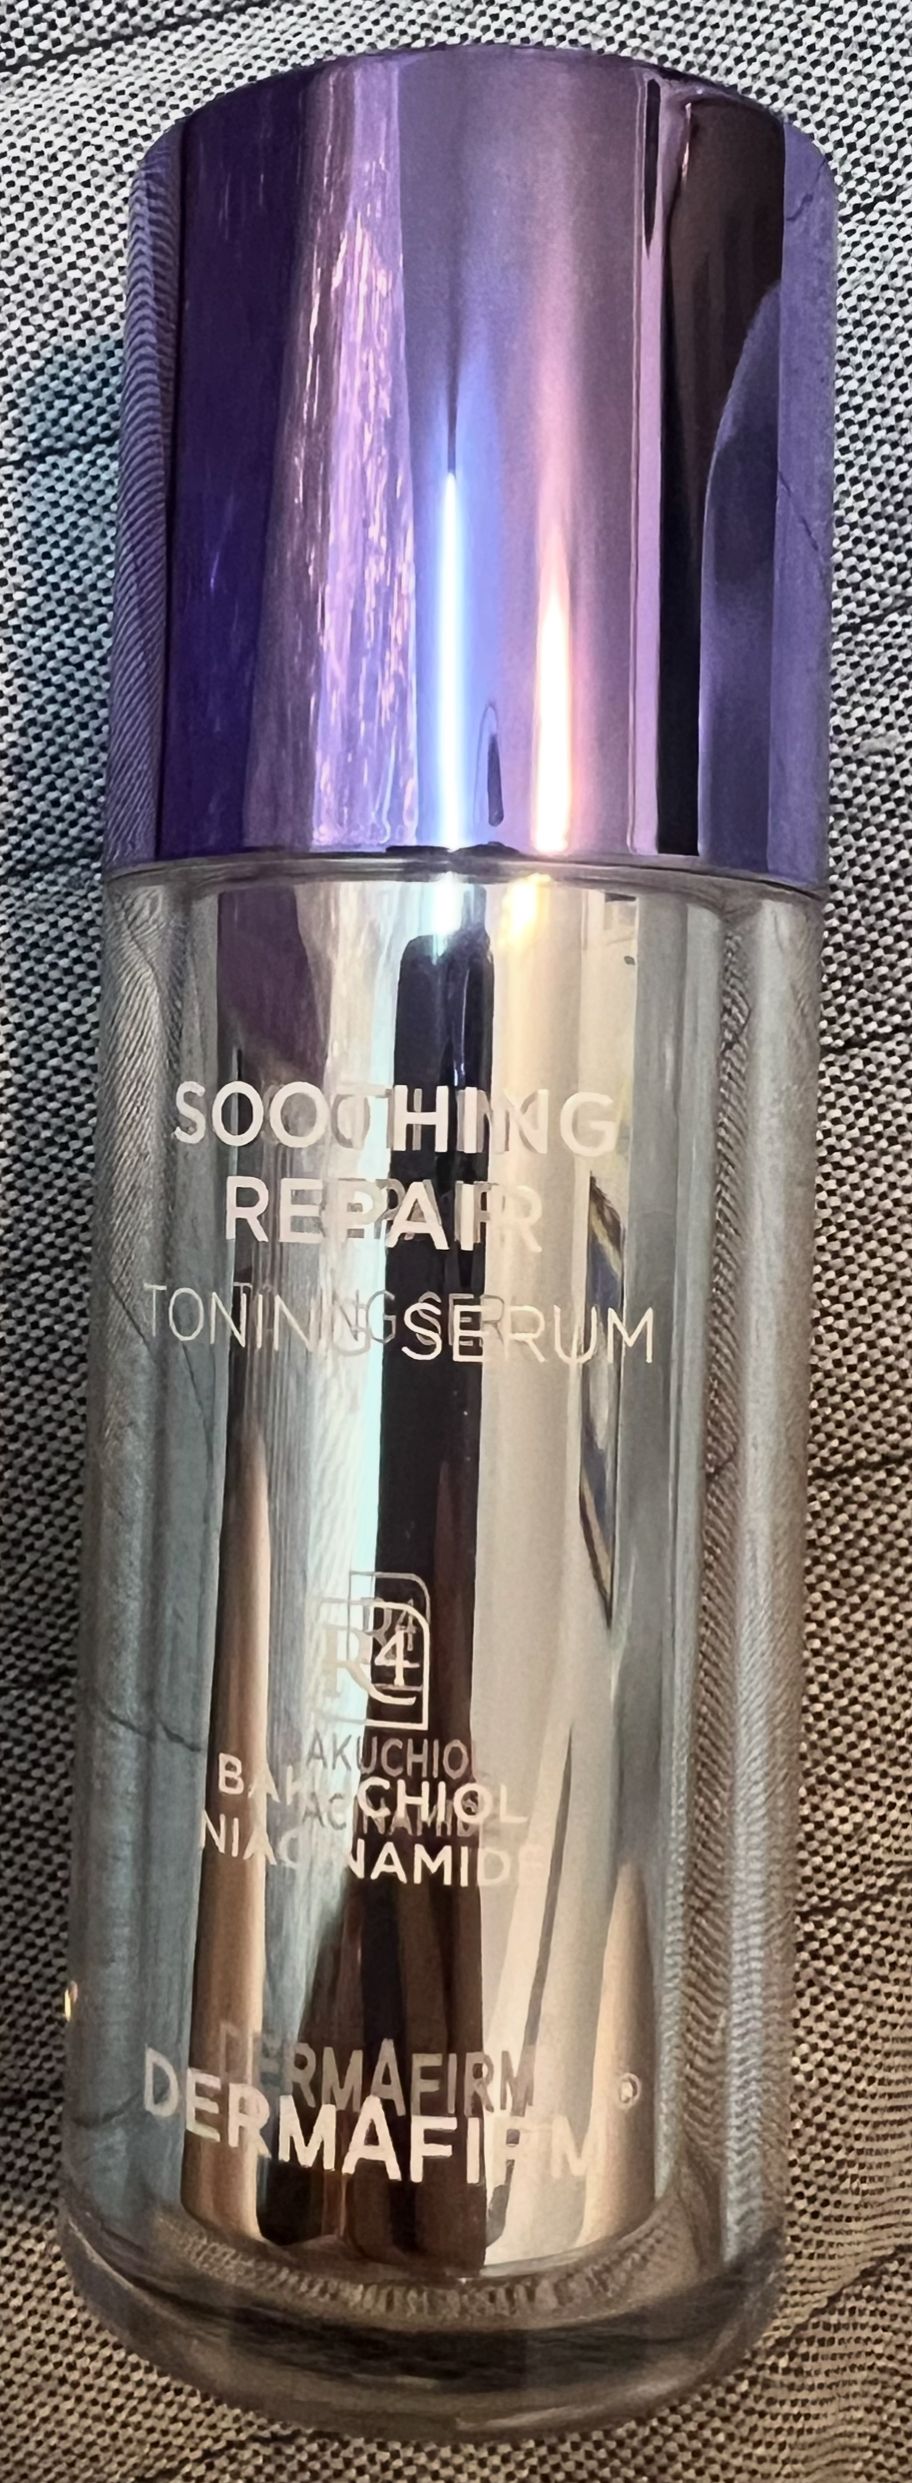 SOOTHING
REPAIR
TONING SERUM
R4
BAKUCHIOL
NIACINAMIDE
DERMAFIRM®